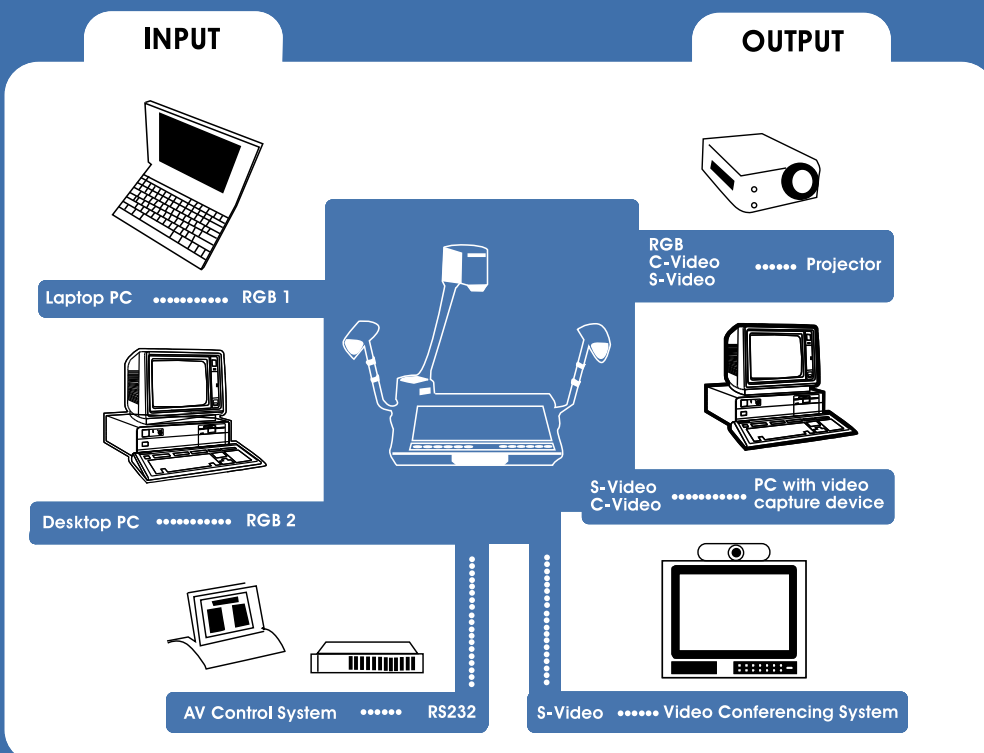 INPUT
OUTPUT
Laptop PC ··········· RGB 1
RGB
C-Video
S-Video
······ Projector
Desktop PC ··········· RGB 2
S-Video
C-Video
··········· PC with video
capture device
AV Control System ······ RS232
S-Video ······ Video Conferencing System